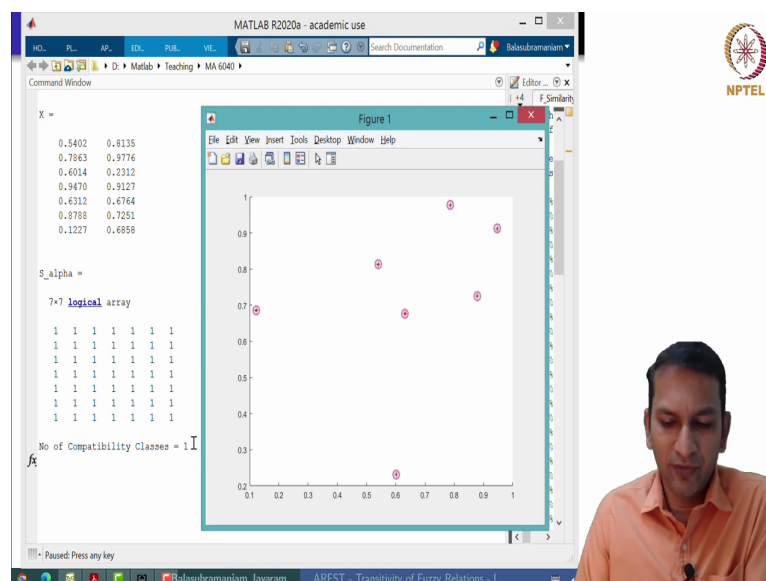 MATLAB R2020a - academic use
HO... PL... AP... EDI... PUB... VIE... Search Documentation Balasubramaniam
D: Matlab Teaching MA 6040
Command Window
Editor ...
+4 F_Similarity
X =
0.5402 0.8135
0.7863 0.9776
0.6014 0.2312
0.9470 0.9127
0.6312 0.6764
0.8788 0.7251
0.1227 0.6858
S_alpha =
7×7 logical array
1 1 1 1 1 1 1
1 1 1 1 1 1 1
1 1 1 1 1 1 1
1 1 1 1 1 1 1
1 1 1 1 1 1 1
1 1 1 1 1 1 1
1 1 1 1 1 1 1
No of Compatibility Classes = 1
fx
Figure 1
File Edit View Insert Tools Desktop Window Help
1
0.9
0.8
0.7
0.6
0.5
0.4
0.3
0.2
0.1 0.2 0.3 0.4 0.5 0.6 0.7 0.8 0.9 1
Paused: Press any key
Balasubramaniam Jayaram AREST - Transitivity of Fuzzy Relations - I
NPTEL